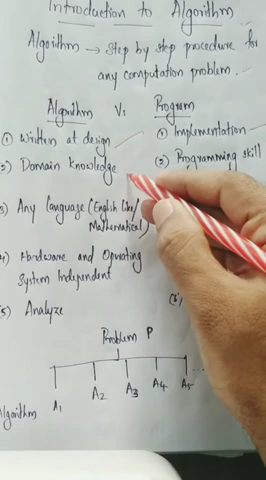 Introduction to Algorithm
Algorithm → Step by step procedure for
any computation problem.
Algorithm Vs Program
① Written at design ① Implementation
2) Domain Knowledge ② Programming skill
3) Any language (English like/
Mathematical)
4) Hardware and Operating
System Independent
(5) Analyze
Problem P
A1 A2 A3 A4 A5 ...
Algorithm